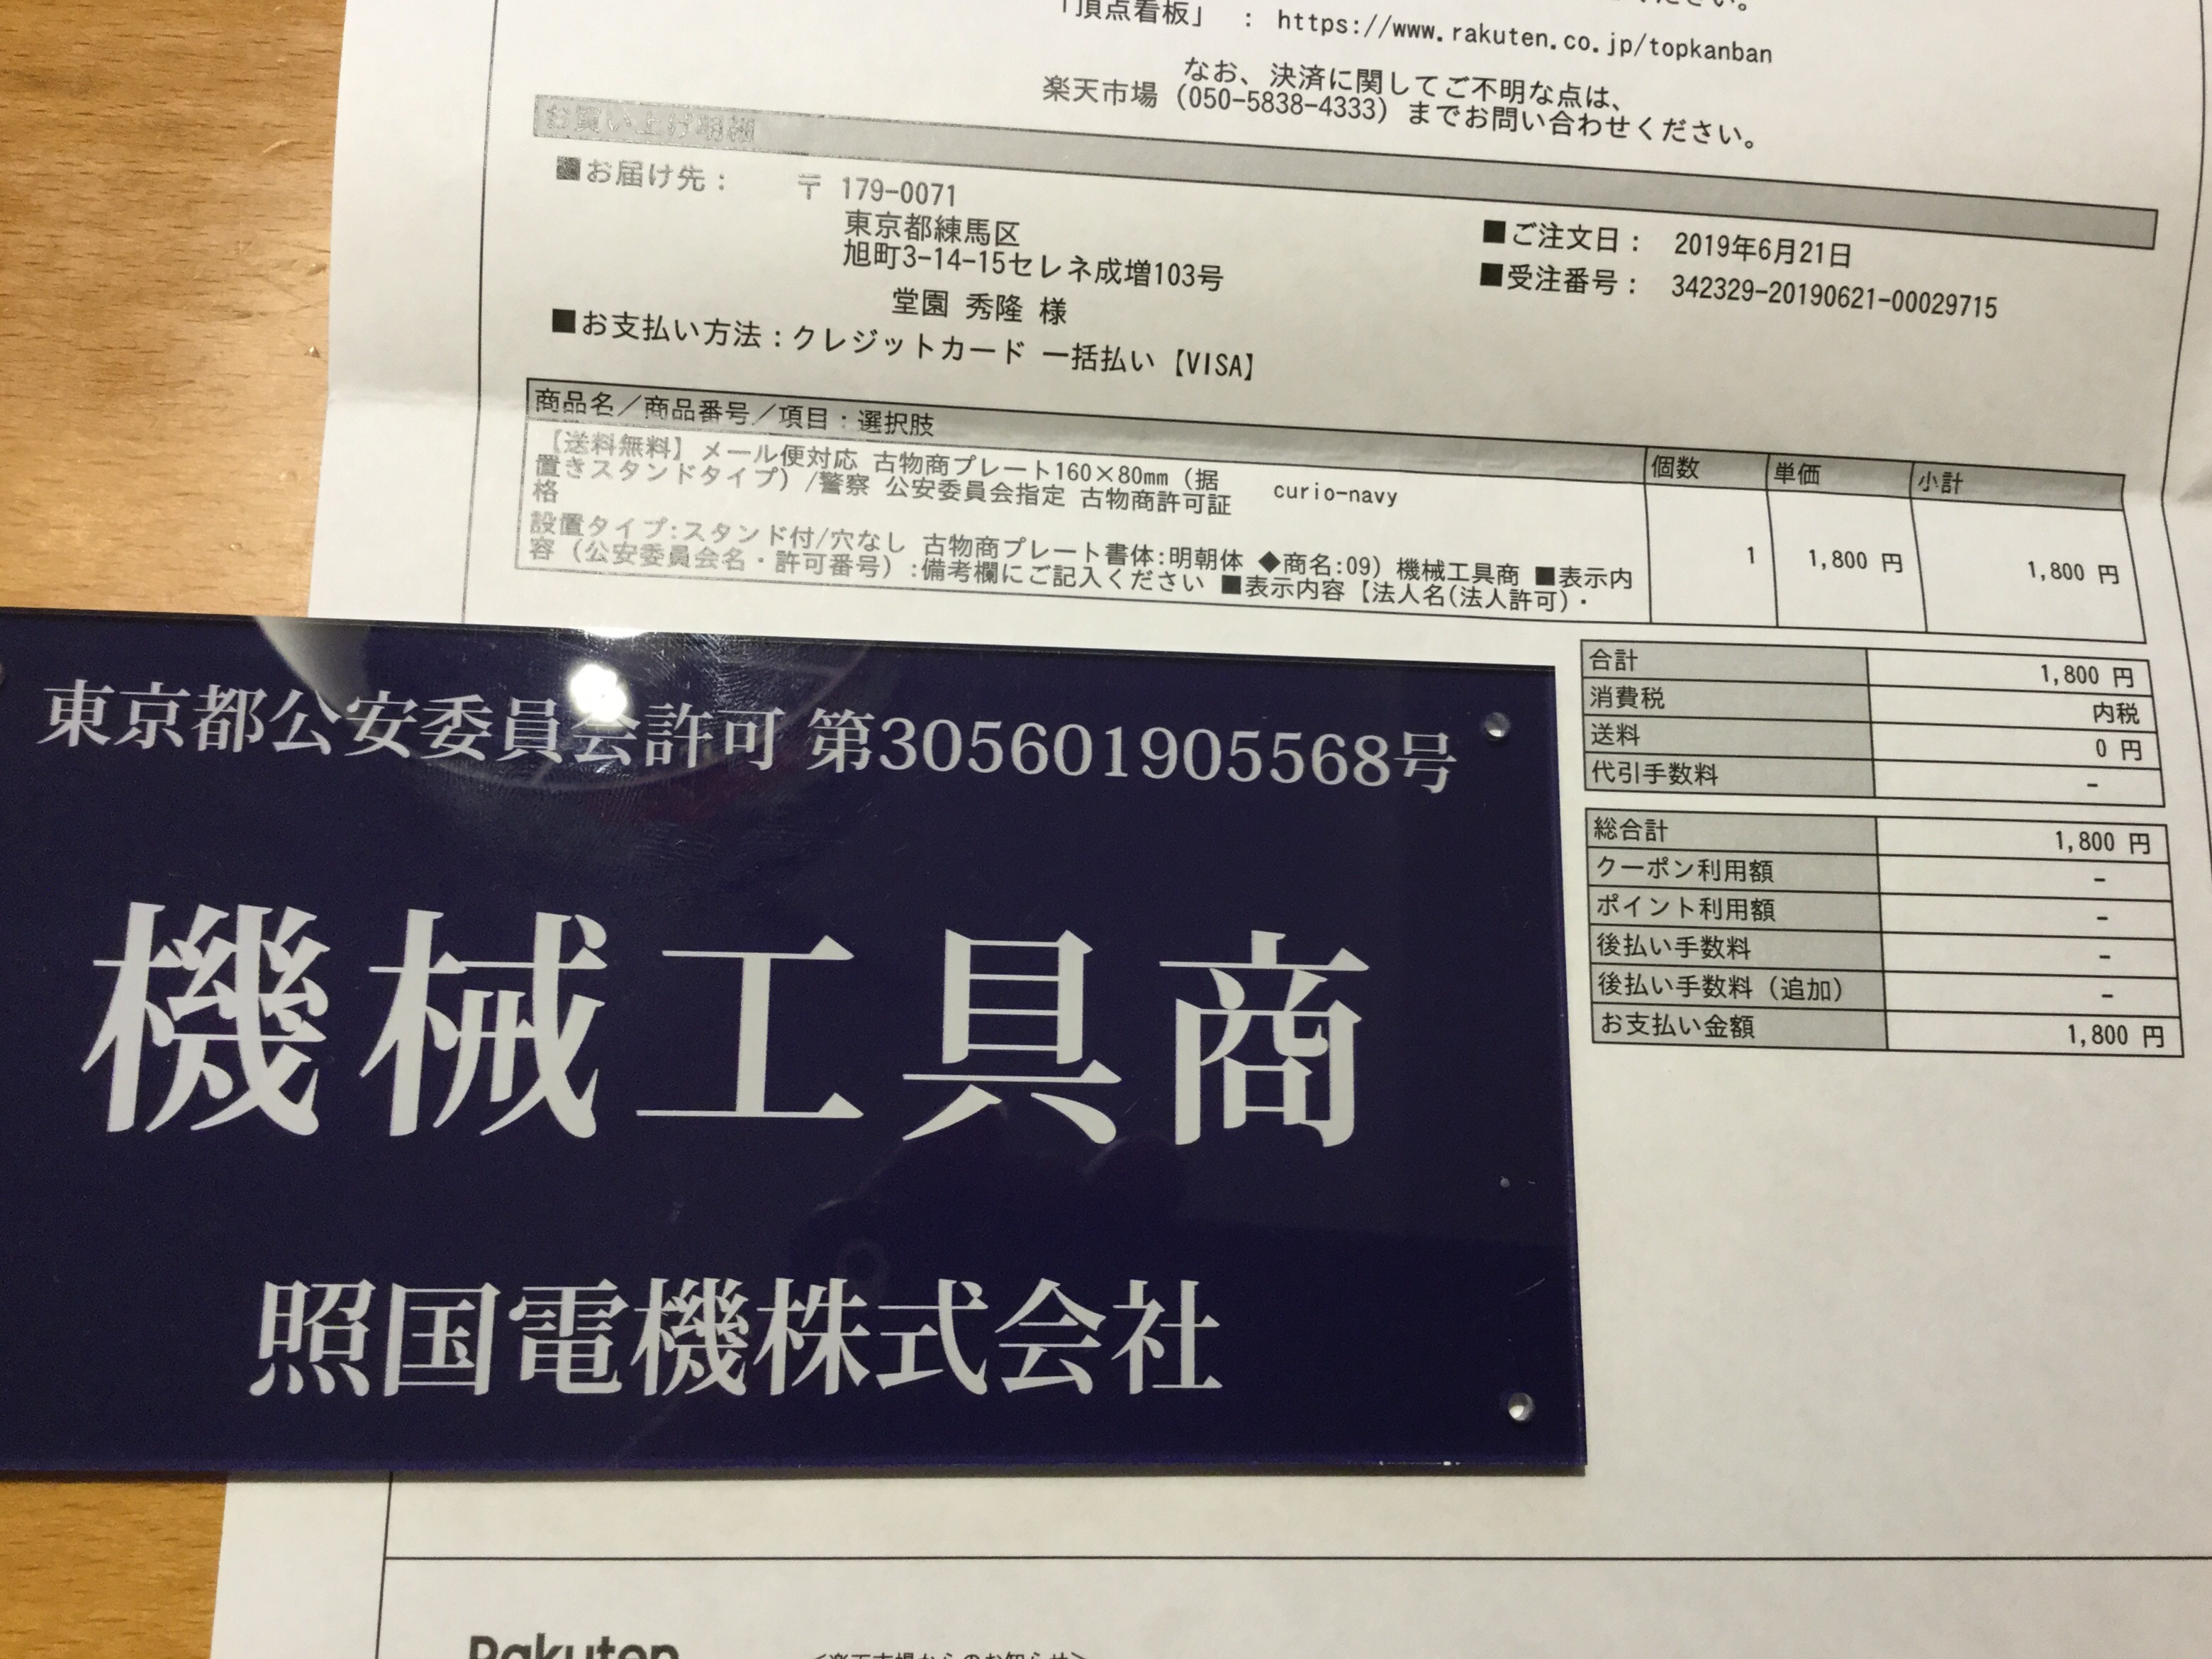 「頂点看板」 : https://www.rakuten.co.jp/topkanban
なお、決済に関してご不明な点は、
楽天市場 (050-5838-4333) までお問い合わせください。
お買い上げ明細
■お届け先：
〒 179-0071
東京都練馬区
旭町3-14-15セレネ成増103号
堂園 秀隆 様
■ご注文日： 2019年6月21日
■受注番号： 342329-20190621-00029715
■お支払い方法：クレジットカード 一括払い【VISA】
商品名／商品番号／項目：選択肢 個数 単価 小計
【送料無料】メール便対応 古物商プレート160×80mm（据
置きスタンドタイプ）/警察 公安委員会指定 古物商許可証
格
curio-navy
設置タイプ:スタンド付/穴なし 古物商プレート書体:明朝体 ◆商名:09）機械工具商 ■表示内
容（公安委員会名・許可番号）:備考欄にご記入ください ■表示内容【法人名(法人許可)・
1 1,800 円 1,800 円
合計 1,800 円
消費税 内税
送料 0 円
代引手数料 -
総合計 1,800 円
クーポン利用額 -
ポイント利用額 -
後払い手数料 -
後払い手数料（追加） -
お支払い金額 1,800 円
東京都公安委員会許可 第305601905568号
機械工具商
照国電機株式会社
Rakuten
<楽天市場からのお知らせ>